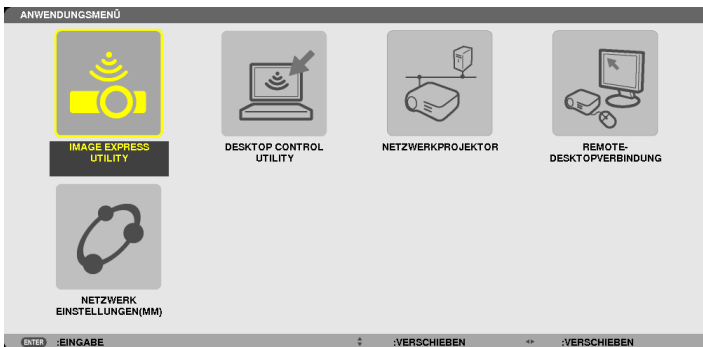 ANWENDUNGSMENÜ
IMAGE EXPRESS
UTILITY
DESKTOP CONTROL
UTILITY
NETZWERKPROJEKTOR
REMOTE-
DESKTOPVERBINDUNG
NETZWERK
EINSTELLUNGEN(MM)
ENTER :EINGABE :VERSCHIEBEN :VERSCHIEBEN